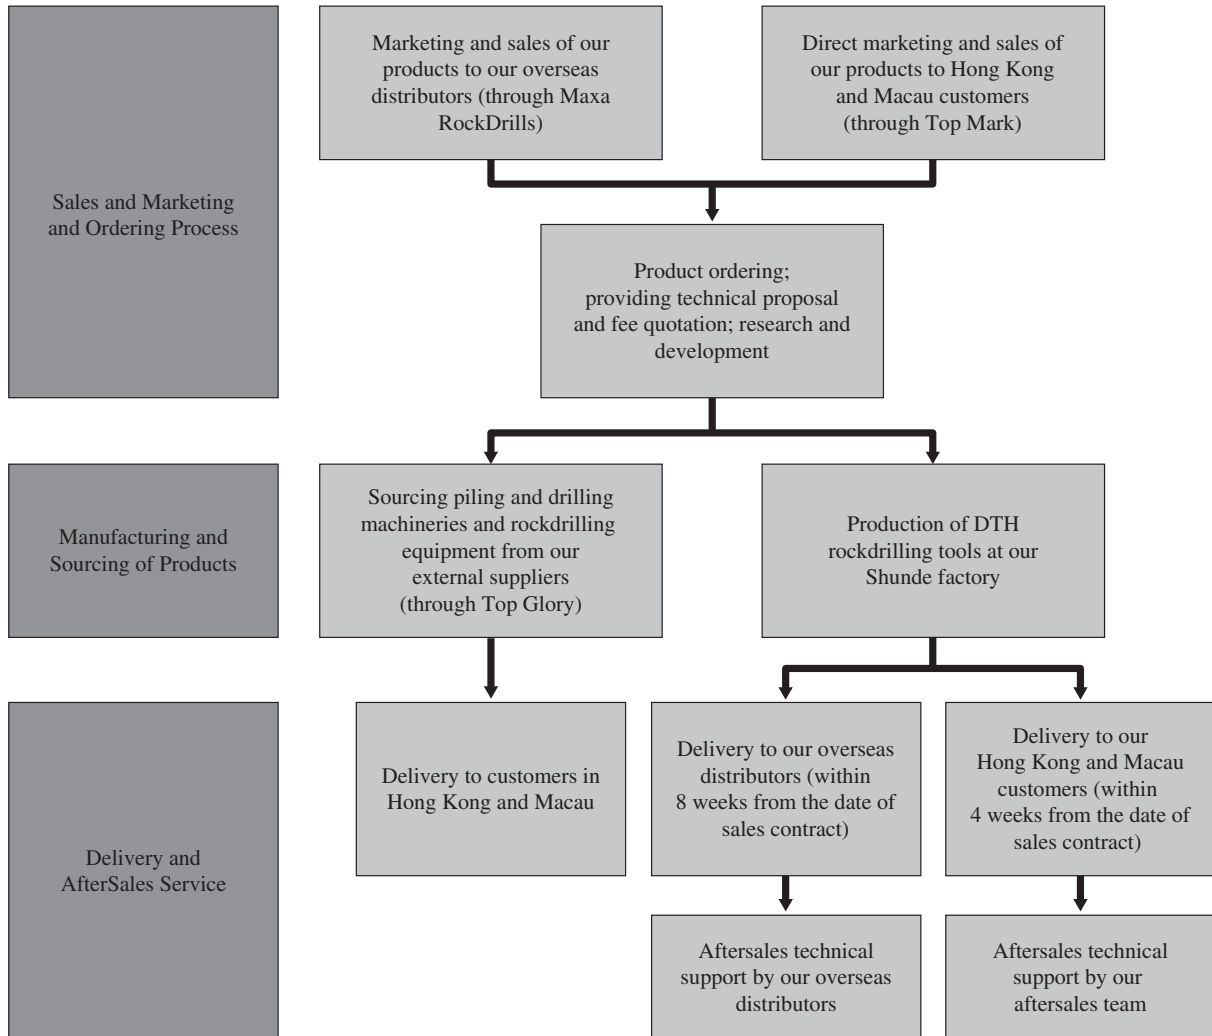 Sales and Marketing
and Ordering Process
Marketing and sales of our
products to our overseas
distributors (through Maxa
RockDrills)
Direct marketing and sales of
our products to Hong Kong
and Macau customers
(through Top Mark)
Product ordering;
providing technical proposal
and fee quotation; research and
development
Manufacturing and
Sourcing of Products
Sourcing piling and drilling
machineries and rockdrilling
equipment from our
external suppliers
(through Top Glory)
Production of DTH
rockdrilling tools at our
Shunde factory
Delivery and
AfterSales Service
Delivery to customers in
Hong Kong and Macau
Delivery to our overseas
distributors (within
8 weeks from the date of
sales contract)
Delivery to our
Hong Kong and Macau
customers (within
4 weeks from the date of
sales contract)
Aftersales technical
support by our overseas
distributors
Aftersales technical
support by our
aftersales team